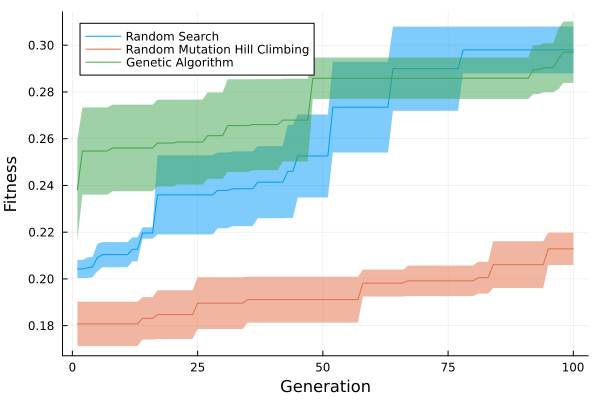 Random Search
Random Mutation Hill Climbing
Genetic Algorithm
0.30
0.28
0.26
0.24
0.22
0.20
0.18
Fitness
0
25
50
75
100
Generation